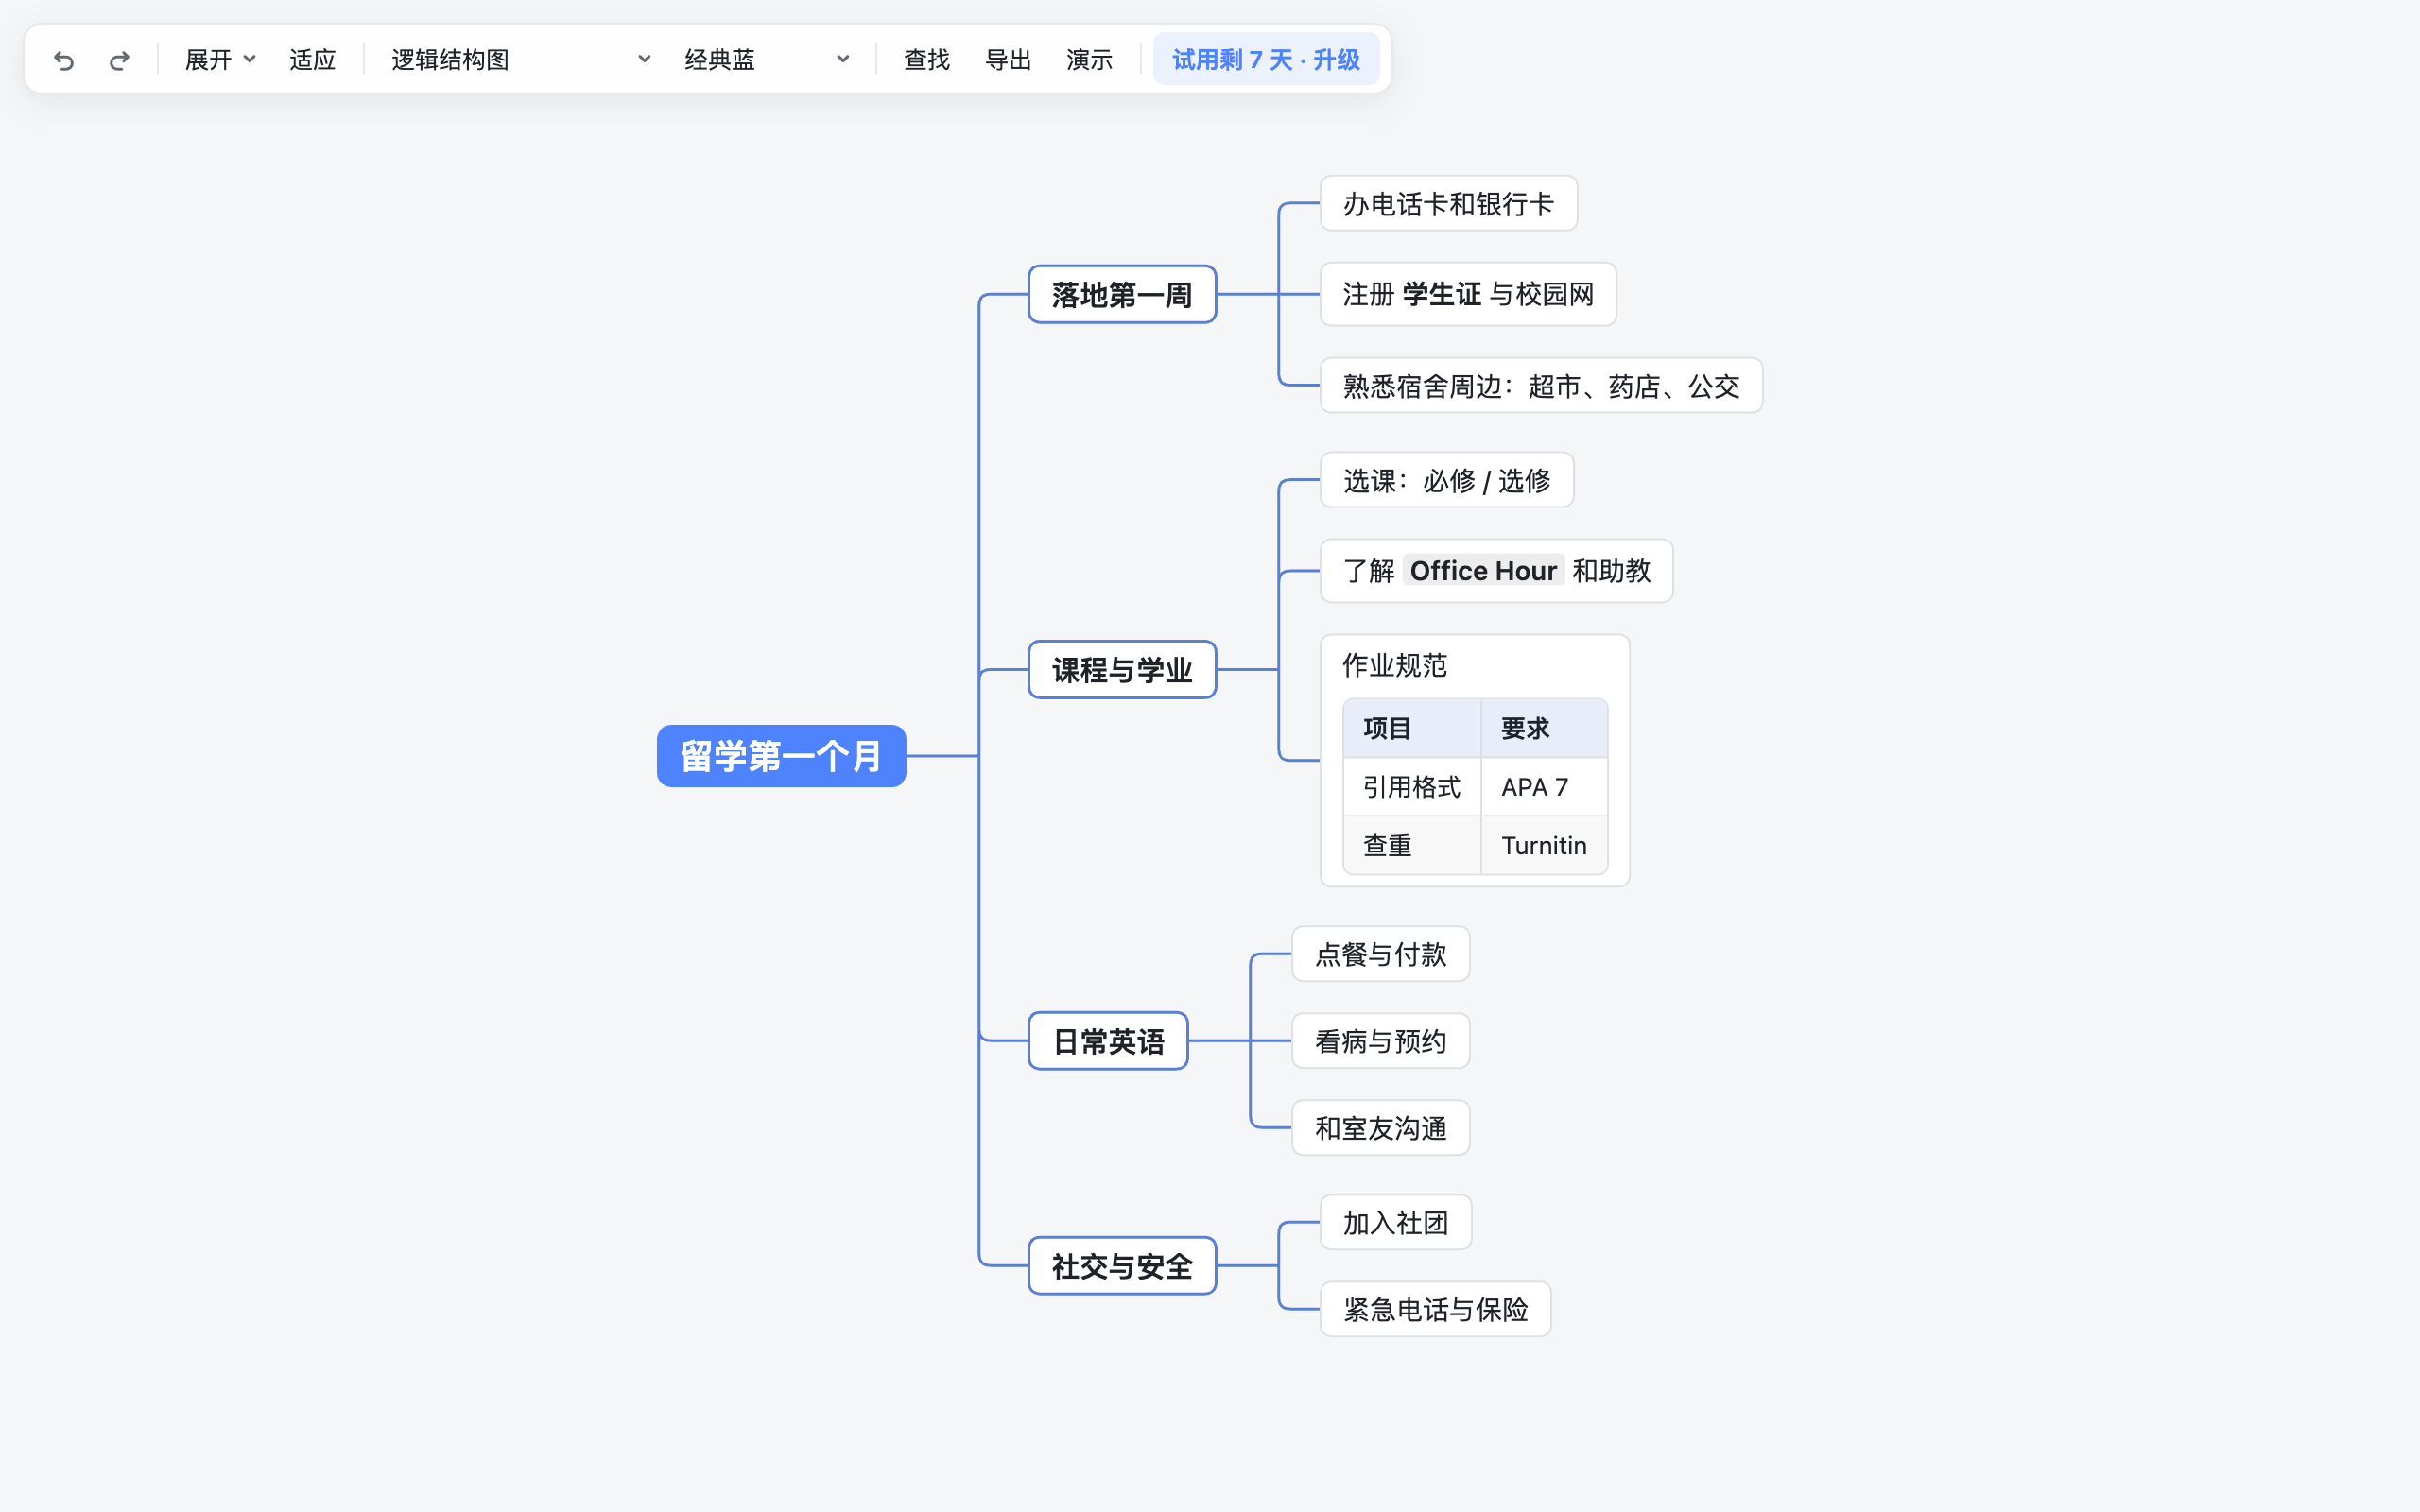 展开 适应 逻辑结构图 经典蓝 查找 导出 演示 试用剩 7 天 · 升级
留学第一个月
落地第一周
办电话卡和银行卡
注册 学生证 与校园网
熟悉宿舍周边：超市、药店、公交
课程与学业
选课：必修 / 选修
了解 Office Hour 和助教
作业规范
项目 要求
引用格式 APA 7
查重 Turnitin
日常英语
点餐与付款
看病与预约
和室友沟通
社交与安全
加入社团
紧急电话与保险